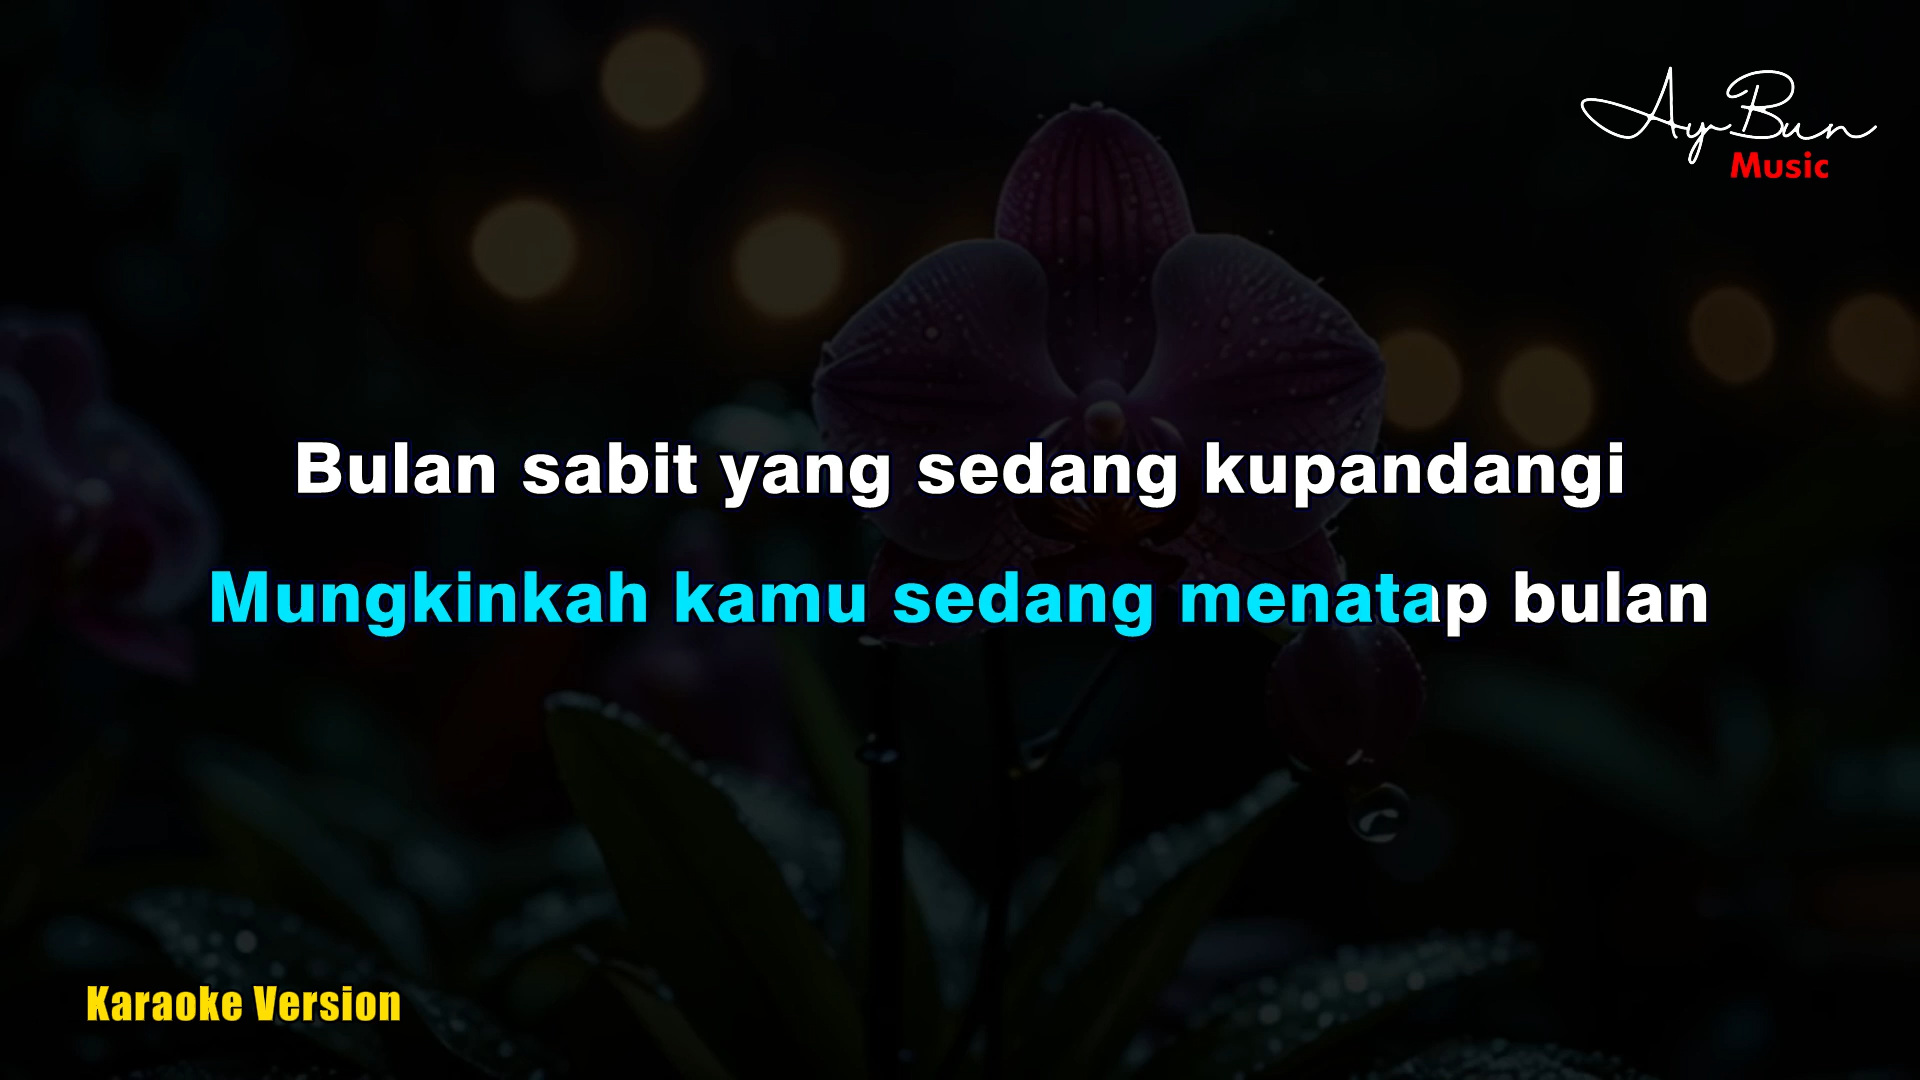 AyBun
Music
Bulan sabit yang sedang kupandangi
Mungkinkah kamu sedang menatap bulan
Karaoke Version